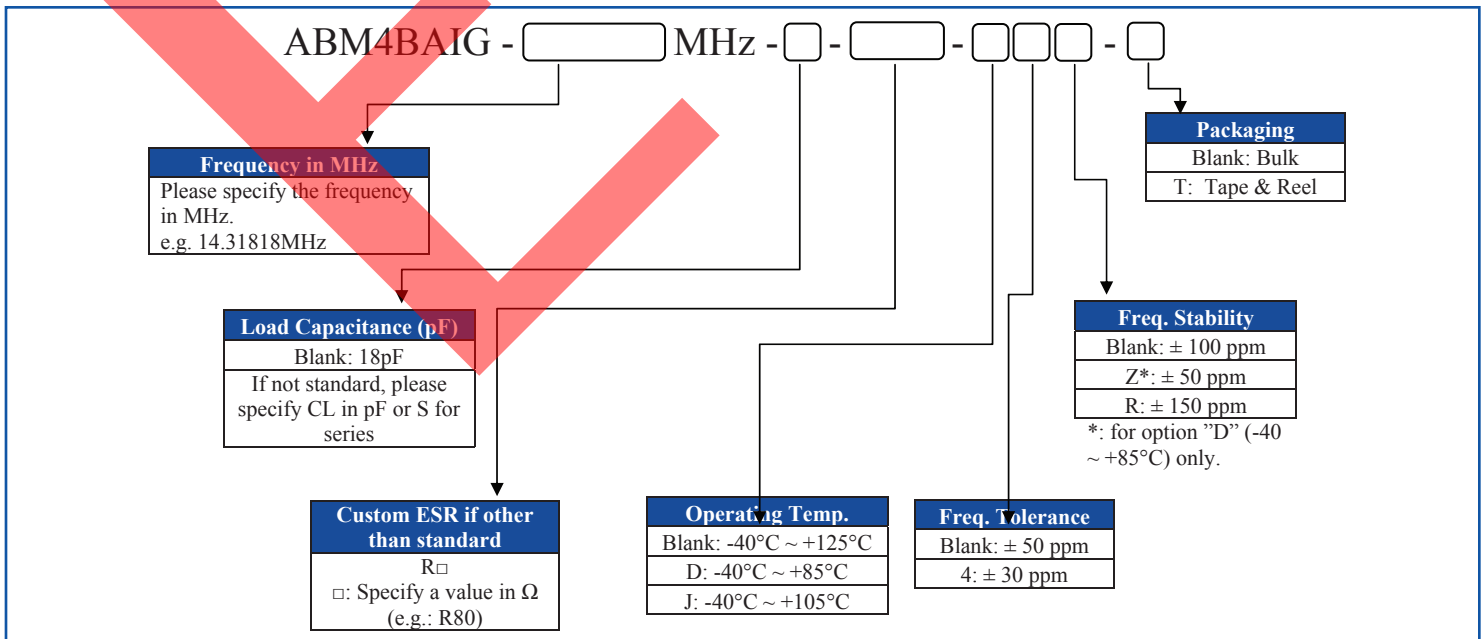 ABM4BAIG - MHz - - - -
Packaging
Blank: Bulk
T: Tape & Reel
Frequency in MHz
Please specify the frequency
in MHz.
e.g. 14.31818MHz
Load Capacitance (pF)
Blank: 18pF
If not standard, please
specify CL in pF or S for
series
Freq. Stability
Blank: ± 100 ppm
Z*: ± 50 ppm
R: ± 150 ppm
*: for option ”D” (-40
~ +85°C) only.
Custom ESR if other
than standard
R□
□: Specify a value in Ω
(e.g.: R80)
Operating Temp.
Blank: -40°C ~ +125°C
D: -40°C ~ +85°C
J: -40°C ~ +105°C
Freq. Tolerance
Blank: ± 50 ppm
4: ± 30 ppm